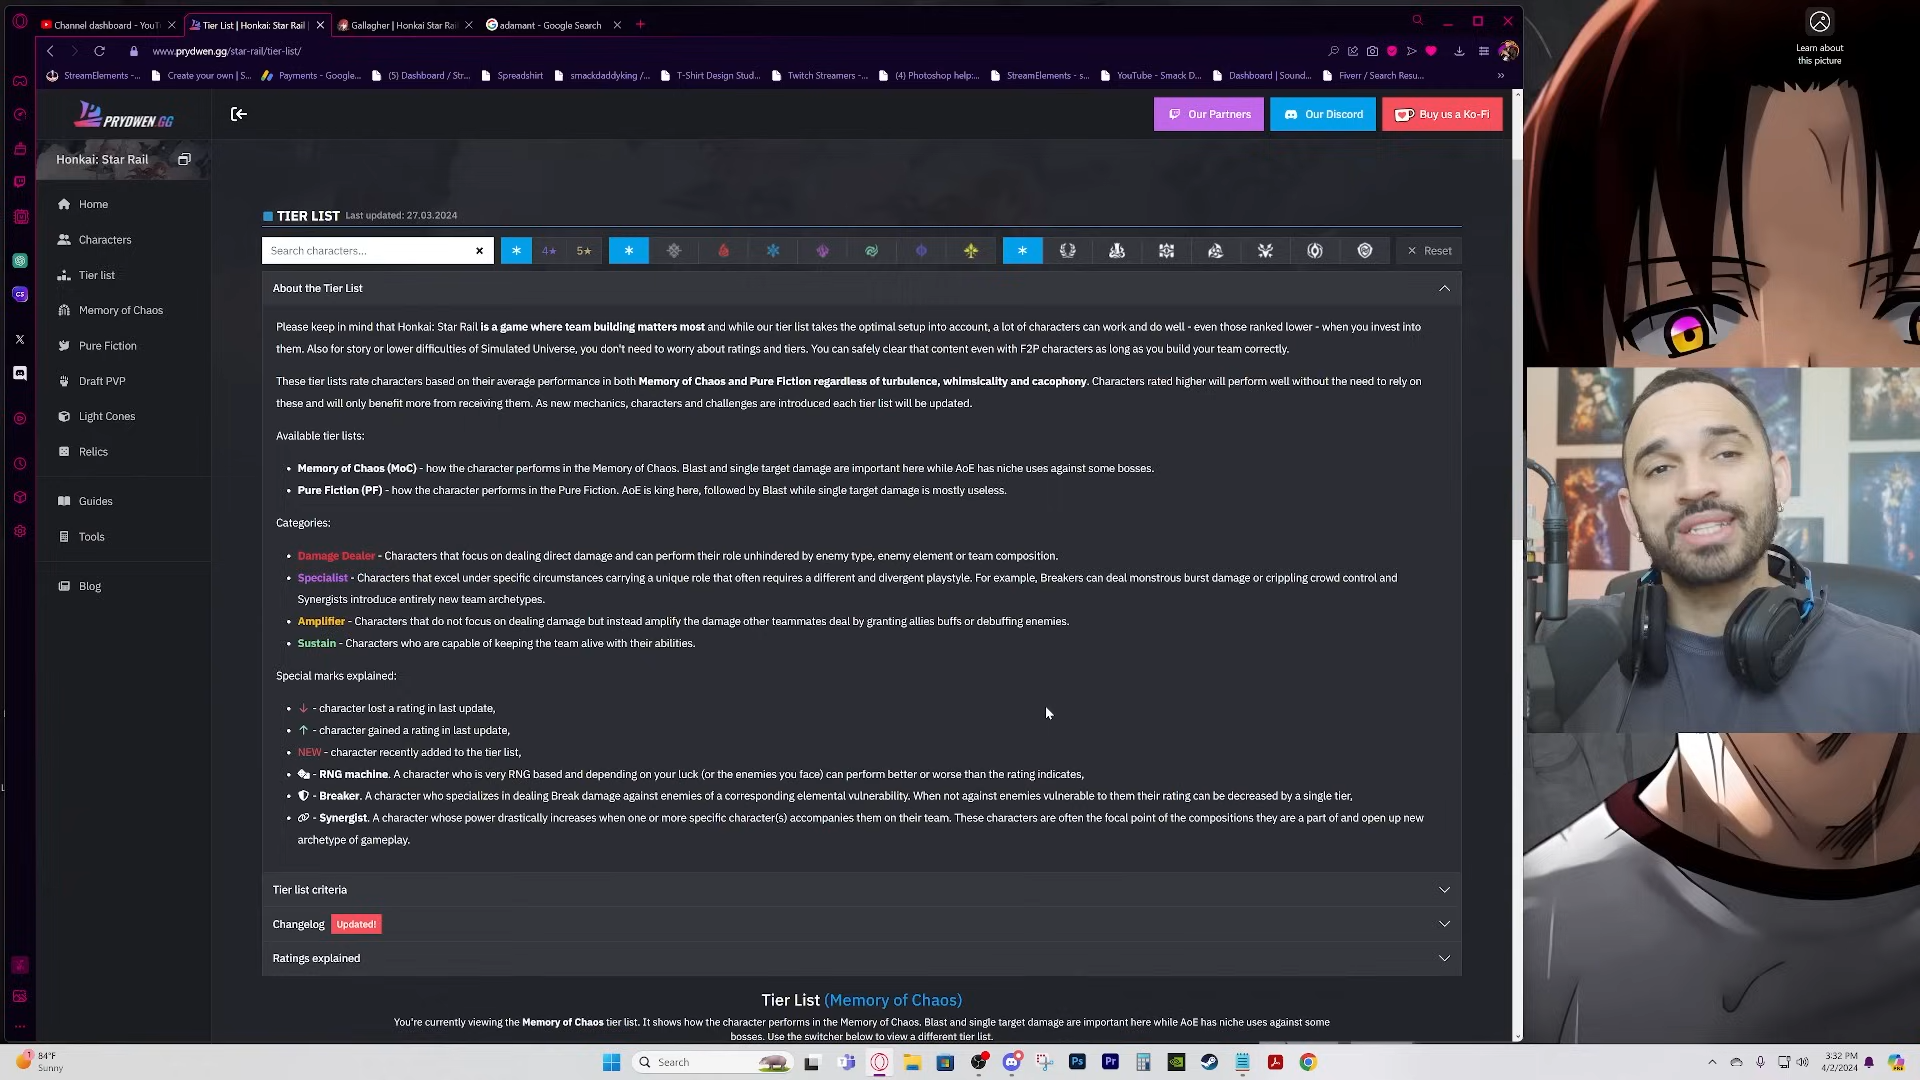 Channel dashboard - YouT
Tier List | Honkai: Star Rail
Gallagher | Honkai Star Rail
adamant - Google Search
www.prydwen.gg/star-rail/tier-list/
StreamElements -...
Create your own | S...
Payments - Google...
(5) Dashboard / Str...
Spreadshirt
smackdaddyking /...
T-Shirt Design Stud...
Twitch Streamers -...
(4) Photoshop help:...
StreamElements - s...
YouTube - Smack D...
Dashboard | Sound...
Fiverr / Search Resu...
Learn about
this picture
PRYDWEN.GG
Our Partners
Our Discord
Buy us a Ko-Fi
Honkai: Star Rail
Home
Characters
Tier list
Memory of Chaos
Pure Fiction
Draft PVP
Light Cones
Relics
Guides
Tools
Blog
TIER LIST Last updated: 27.03.2024
Search characters...
4★
5★
Reset
About the Tier List
Please keep in mind that Honkai: Star Rail is a game where team building matters most and while our tier list takes the optimal setup into account, a lot of characters can work and do well - even those ranked lower - when you invest into
them. Also for story or lower difficulties of Simulated Universe, you don't need to worry about ratings and tiers. You can safely clear that content even with F2P characters as long as you build your team correctly.
These tier lists rate characters based on their average performance in both Memory of Chaos and Pure Fiction regardless of turbulence, whimsicality and cacophony. Characters rated higher will perform well without the need to rely on
these and will only benefit more from receiving them. As new mechanics, characters and challenges are introduced each tier list will be updated.
Available tier lists:
• Memory of Chaos (MoC) - how the character performs in the Memory of Chaos. Blast and single target damage are important here while AoE has niche uses against some bosses.
• Pure Fiction (PF) - how the character performs in the Pure Fiction. AoE is king here, followed by Blast while single target damage is mostly useless.
Categories:
• Damage Dealer - Characters that focus on dealing direct damage and can perform their role unhindered by enemy type, enemy element or team composition.
• Specialist - Characters that excel under specific circumstances carrying a unique role that often requires a different and divergent playstyle. For example, Breakers can deal monstrous burst damage or crippling crowd control and
Synergists introduce entirely new team archetypes.
• Amplifier - Characters that do not focus on dealing damage but instead amplify the damage other teammates deal by granting allies buffs or debuffing enemies.
• Sustain - Characters who are capable of keeping the team alive with their abilities.
Special marks explained:
• ↓ - character lost a rating in last update,
• ↑ - character gained a rating in last update,
• NEW - character recently added to the tier list,
• - RNG machine. A character who is very RNG based and depending on your luck (or the enemies you face) can perform better or worse than the rating indicates,
• - Breaker. A character who specializes in dealing Break damage against enemies of a corresponding elemental vulnerability. When not against enemies vulnerable to them their rating can be decreased by a single tier,
• - Synergist. A character whose power drastically increases when one or more specific character(s) accompanies them on their team. These characters are often the focal point of the compositions they are a part of and open up new
archetype of gameplay.
Tier list criteria
Changelog Updated!
Ratings explained
Tier List (Memory of Chaos)
You're currently viewing the Memory of Chaos tier list. It shows how the character performs in the Memory of Chaos. Blast and single target damage are important here while AoE has niche uses against some
bosses. Use the switcher below to view a different tier list.
84°F
Sunny
Search
3:32 PM
4/2/2024